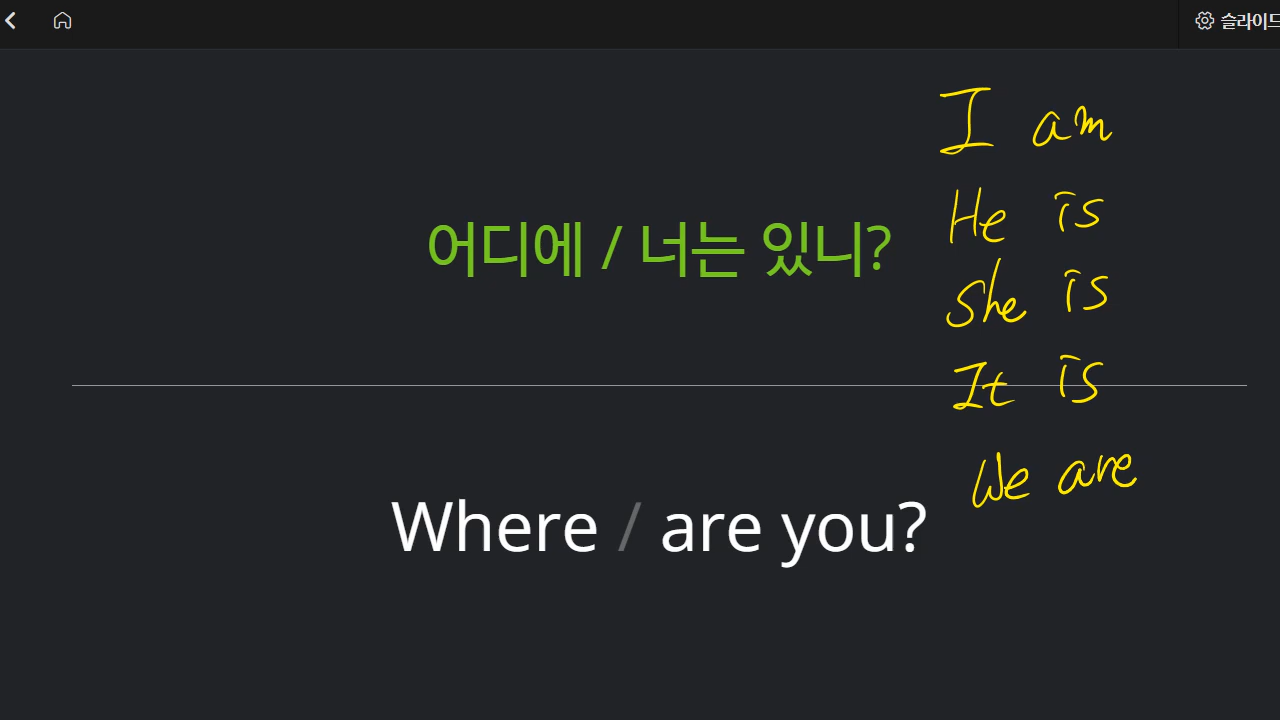 슬라이드
I am
He is
어디에 / 너는 있니?
She is
It is
We are
Where / are you?